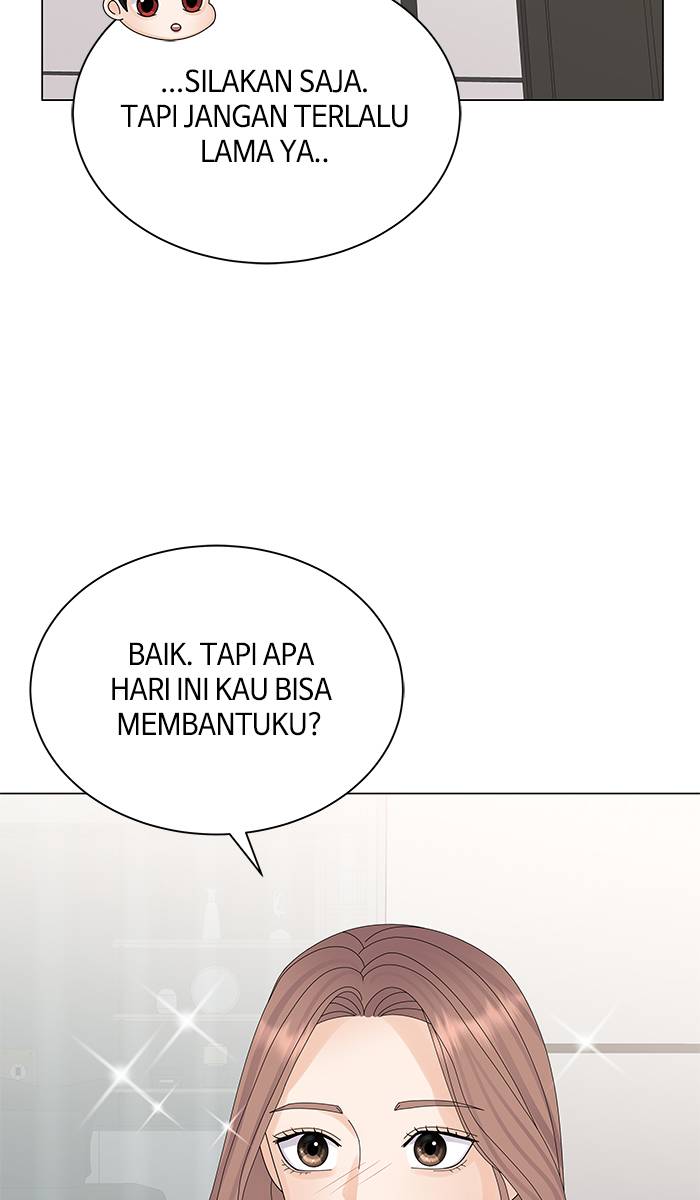 ...SILAKAN SAJA.
TAPI JANGAN TERLALU
LAMA YA..
BAIK. TAPI APA
HARI INI KAU BISA
MEMBANTUKU?